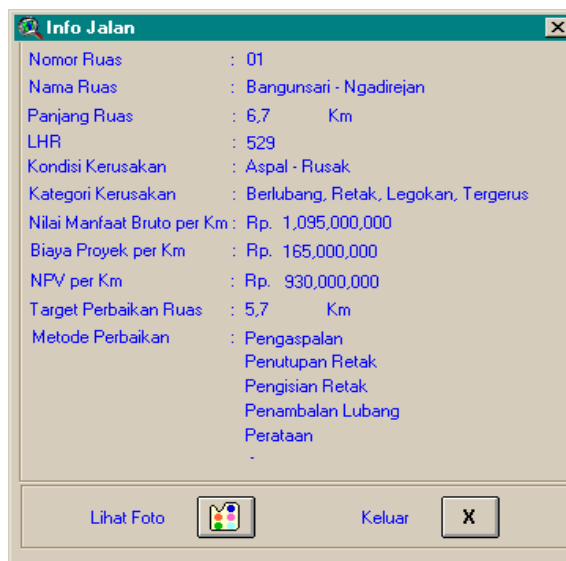 Info Jalan
Nomor Ruas : 01
Nama Ruas : Bangunsari - Ngadirejan
Panjang Ruas : 6,7 Km
LHR : 529
Kondisi Kerusakan : Aspal - Rusak
Kategori Kerusakan : Berlubang, Retak, Legokan, Tergerus
Nilai Manfaat Bruto per Km : Rp. 1,095,000,000
Biaya Proyek per Km : Rp. 165,000,000
NPV per Km : Rp. 930,000,000
Target Perbaikan Ruas : 5,7 Km
Metode Perbaikan : Pengaspalan
Penutupan Retak
Pengisian Retak
Penambalan Lubang
Perataan
-
Lihat Foto Keluar X